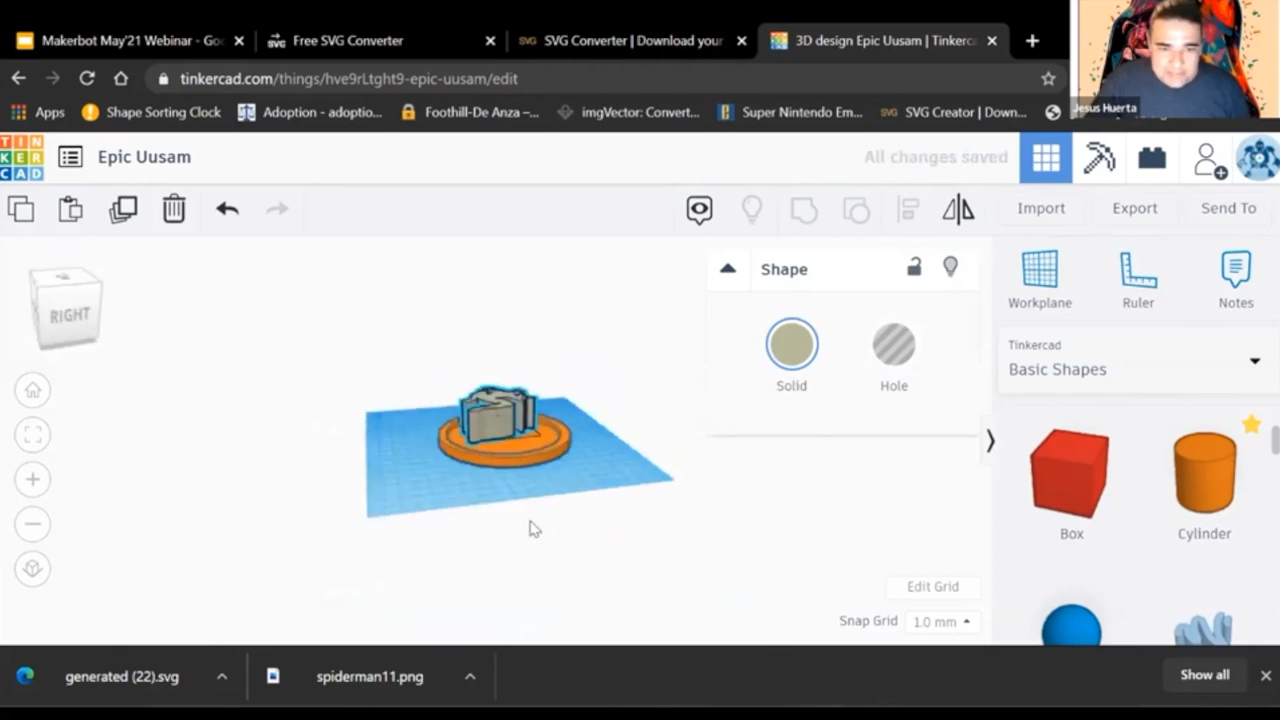 Makerbot May'21 Webinar - Goo
Free SVG Converter
SVG
SVG Converter | Download your
3D design Epic Uusam | Tinkerca
tinkercad.com/things/hve9rLtght9-epic-uusam/edit
Jesus Huerta
Apps
Shape Sorting Clock
Adoption - adoptio...
Foothill-De Anza –...
imgVector: Convert...
Super Nintendo Em...
SVG
SVG Creator | Down...
TIN
KER
CAD
Epic Uusam
All changes saved
Import
Export
Send To
RIGHT
Shape
Solid
Hole
Workplane
Ruler
Notes
Tinkercad
Basic Shapes
Box
Cylinder
Edit Grid
Snap Grid
1.0 mm
generated (22).svg
spiderman11.png
Show all